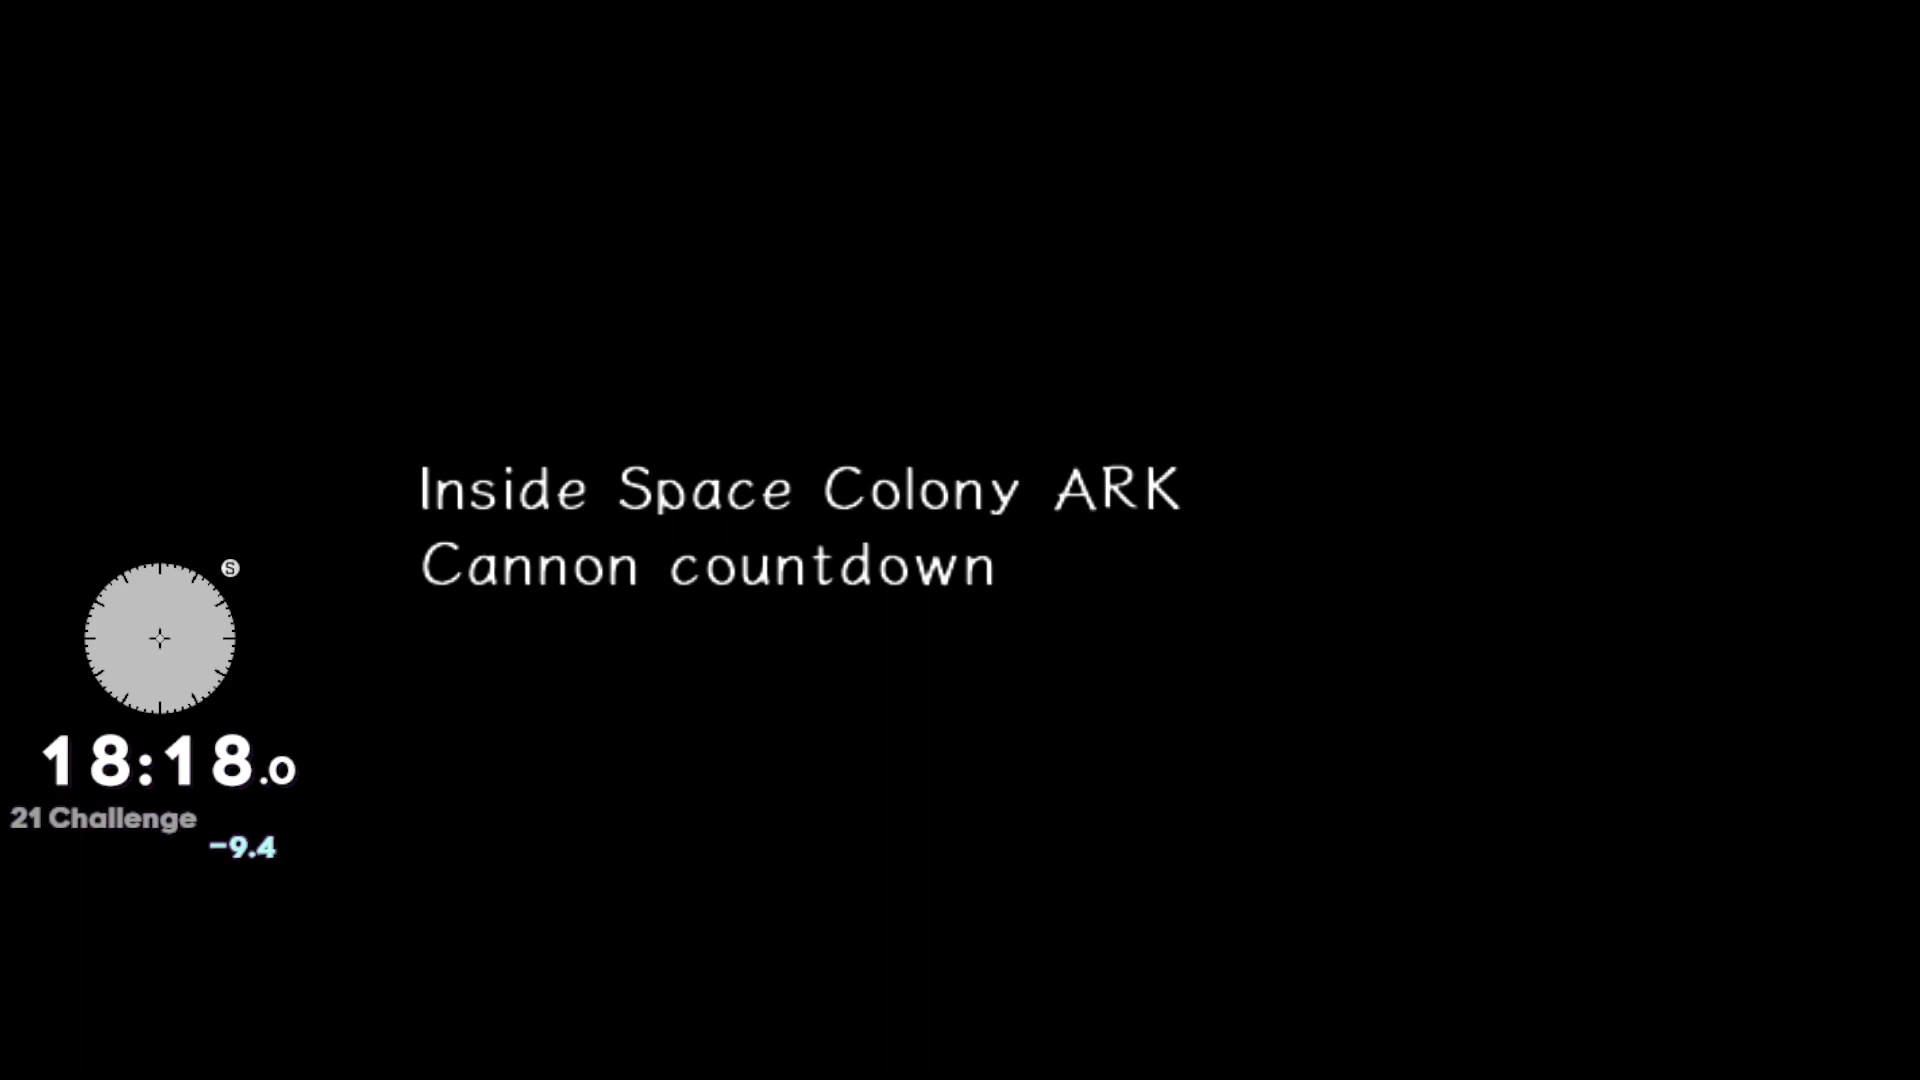 Inside Space Colony ARK
Cannon countdown
S
18:18.0
21 Challenge
-9.4